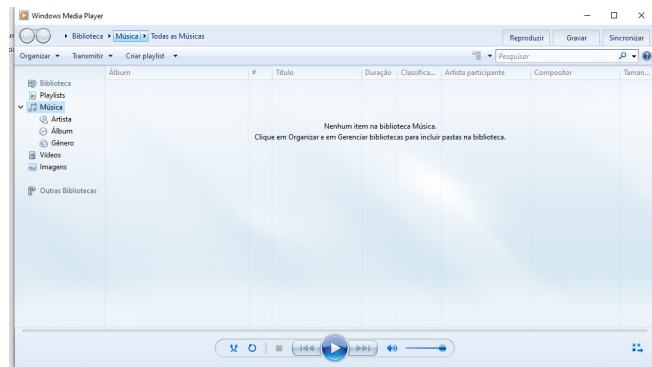 Windows Media Player
Biblioteca Música Todas as Músicas
Reproduzir Gravar Sincronizar
Organizar Transmitir Criar playlist
Pesquisar
Álbum # Título Duração Classifica... Artista participante Compositor Taman...
Biblioteca
Playlists
Música
Artista
Álbum
Gênero
Vídeos
Imagens
Outras Bibliotecas
Nenhum item na biblioteca Música.
Clique em Organizar e em Gerenciar bibliotecas para incluir pastas na biblioteca.